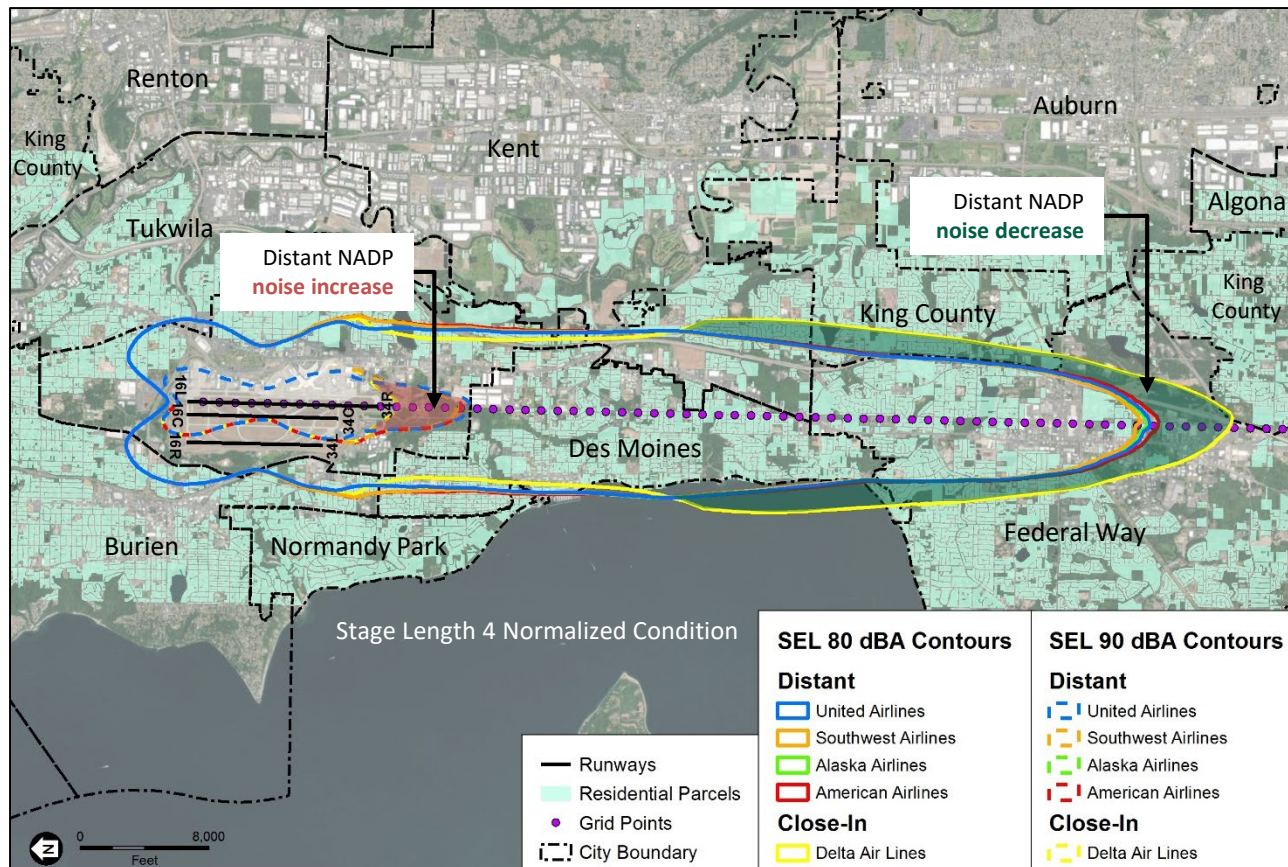 Renton
Auburn
King
County
Kent
Distant NADP
noise decrease
Algona
Tukwila
Distant NADP
noise increase
King
County
King County
16L
16C
16R
34R
34C
34L
Des Moines
Burien
Normandy Park
Federal Way
Stage Length 4 Normalized Condition
N
0 8,000
Feet
Runways
Residential Parcels
Grid Points
City Boundary
SEL 80 dBA Contours
Distant
United Airlines
Southwest Airlines
Alaska Airlines
American Airlines
Close-In
Delta Air Lines
SEL 90 dBA Contours
Distant
United Airlines
Southwest Airlines
Alaska Airlines
American Airlines
Close-In
Delta Air Lines